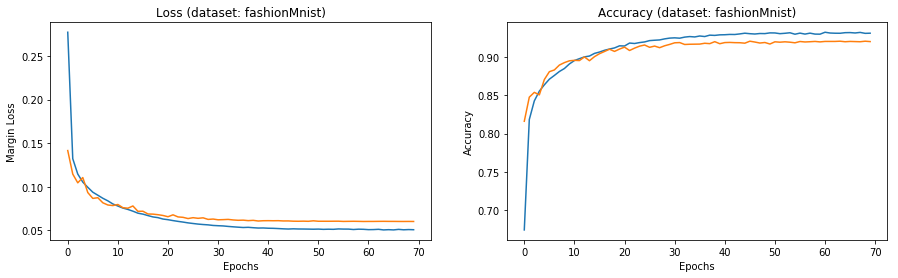 Loss (dataset: fashionMnist)
0.25
0.20
0.15
0.10
0.05
Margin Loss
0 10 20 30 40 50 60 70
Epochs
Accuracy (dataset: fashionMnist)
0.90
0.85
0.80
0.75
0.70
Accuracy
0 10 20 30 40 50 60 70
Epochs